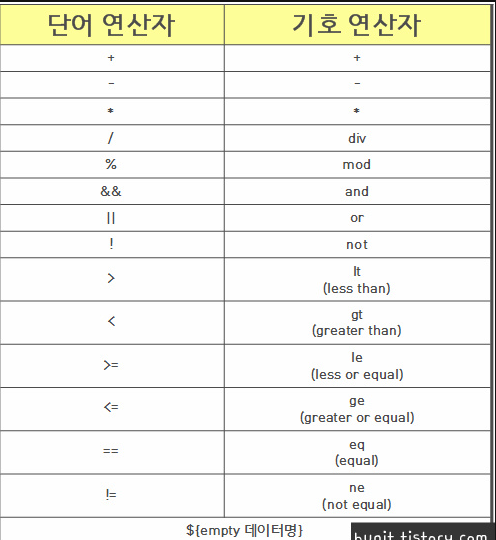 단어 연산자 기호 연산자
+ +
- -
* *
/ div
% mod
&& and
|| or
! not
> lt
(less than)
< gt
(greater than)
>= le
(less or equal)
<= ge
(greater or equal)
== eq
(equal)
!= ne
(not equal)
${empty 데이터명}
hunit.tistory.com